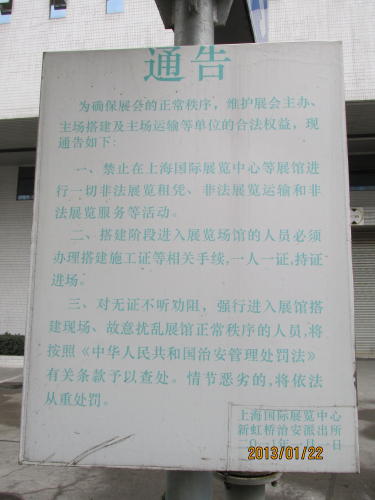 通告
为确保展会的正常秩序，维护展会主办、
主场搭建及主场运输等单位的合法权益，现
通告如下：
一、禁止在上海国际展览中心等展馆进
行一切非法展览租凭、非法展览运输和非
法展览服务等活动。
二、搭建阶段进入展览场馆的人员必须
办理搭建施工证等相关手续，一人一证，持证
进场。
三、对无证不听劝阻，强行进入展馆搭
建现场、故意扰乱展馆正常秩序的人员，将
按照《中华人民共和国治安管理处罚法》
有关条款予以查处。情节恶劣的，将依法
从重处罚。
上海国际展览中心
新虹桥治安派出所
二〇一一年一月一日
2013/01/22